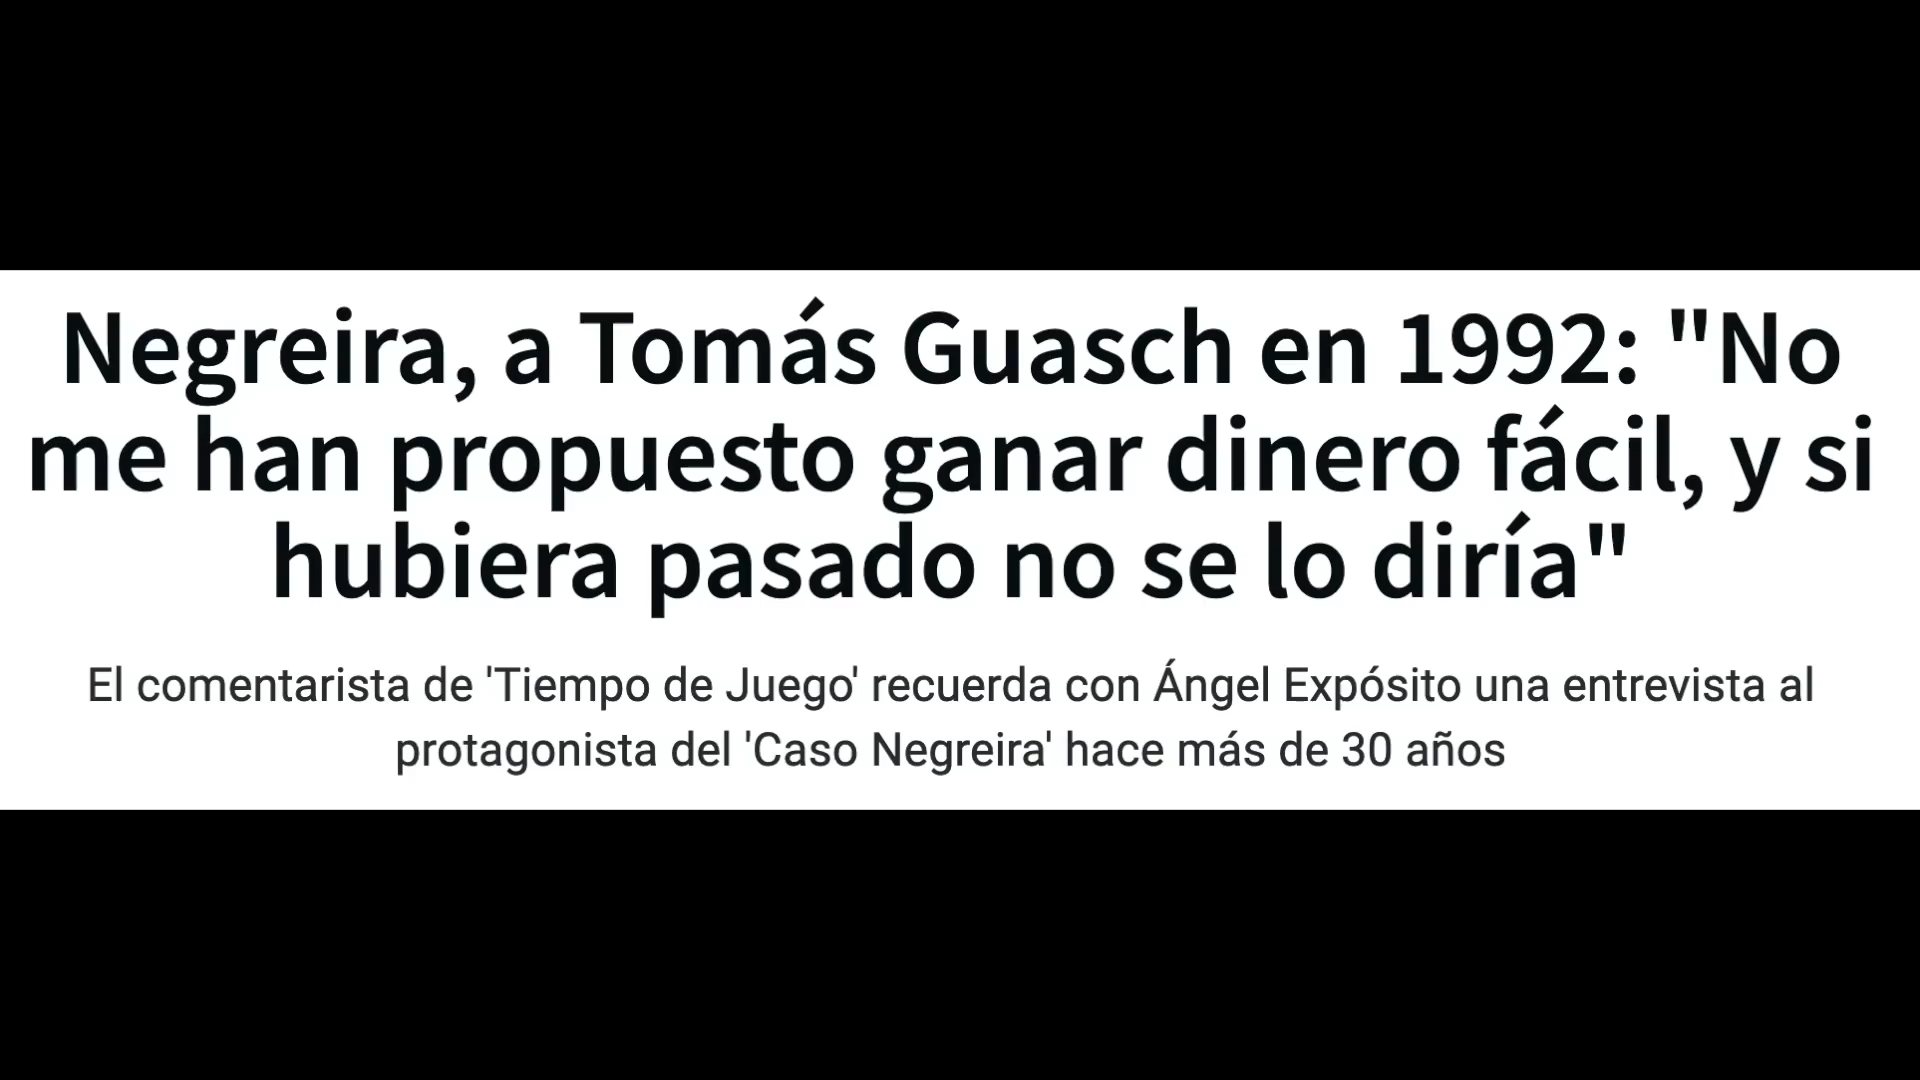 Negreira, a Tomás Guasch en 1992: "No
me han propuesto ganar dinero fácil, y si
hubiera pasado no se lo diría"
El comentarista de 'Tiempo de Juego' recuerda con Ángel Expósito una entrevista al
protagonista del 'Caso Negreira' hace más de 30 años